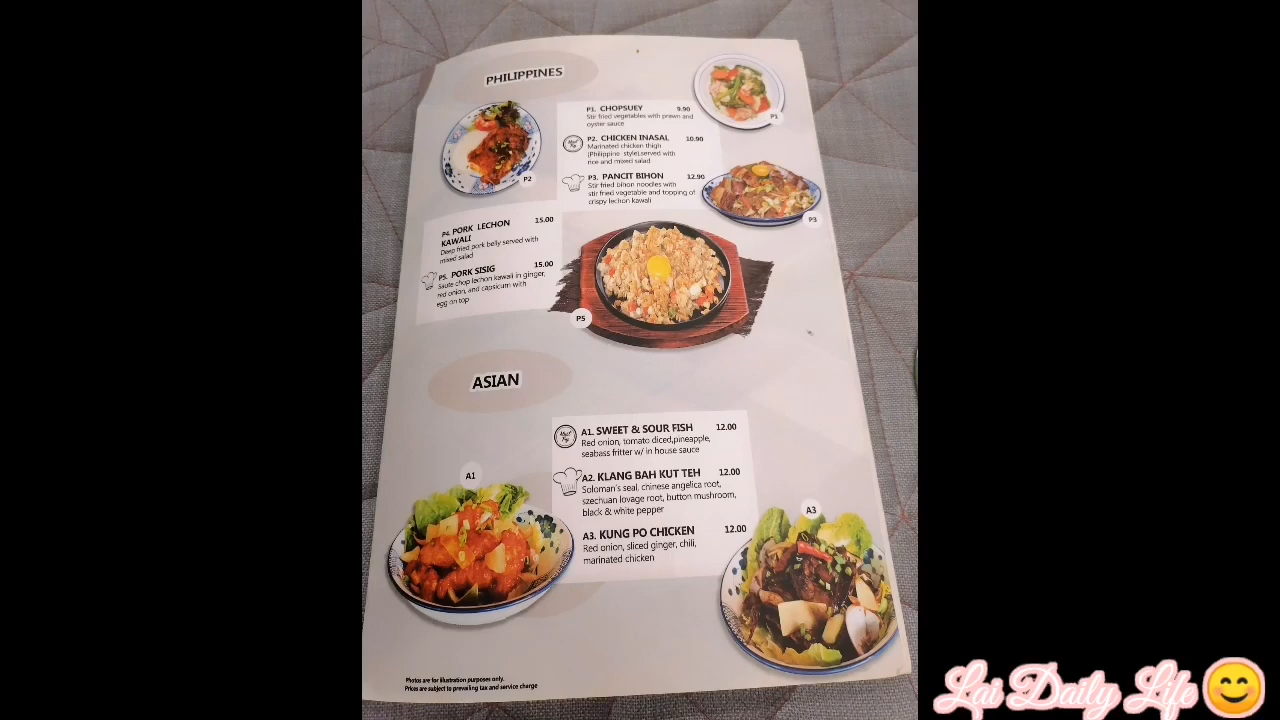 PHILIPPINES
P1. CHOPSUEY 9.90
Stir fried vegetables with prawn and
oyster sauce
P1
P2. CHICKEN INASAL 10.90
Marinated chicken thigh
(Philippine style),served with
rice and mixed salad
P2
P3. PANCIT BIHON 12.90
Stir fried bihon noodles with
stir fried vegetable and topping of
crispy lechon kawali
P3
P4. PORK LECHON 15.00
KAWALI
Deep fried pork belly served with
mixed salad
P5. PORK SISIG 15.00
Saute chop lechon kawali in ginger,
red onion, and capsicum with
egg on top
P5
ASIAN
A1. SWEET & SOUR FISH 12.00
Red onion, tomato diced,pineapple,
seabass fritter w/ in house sauce
A1
A2. KLANG BAH KUT TEH 12.00
Soloman's seal, chinese angelica root,
szechuan lovage root, button mushroom,
black & white pepper
A3
A3. KUNG PO CHICKEN 12.00
Red onion, sliced ginger, chili,
marinated chicken
Photos are for illustration purposes only.
Prices are subject to prevailing tax and service charge
Lai Daily Life